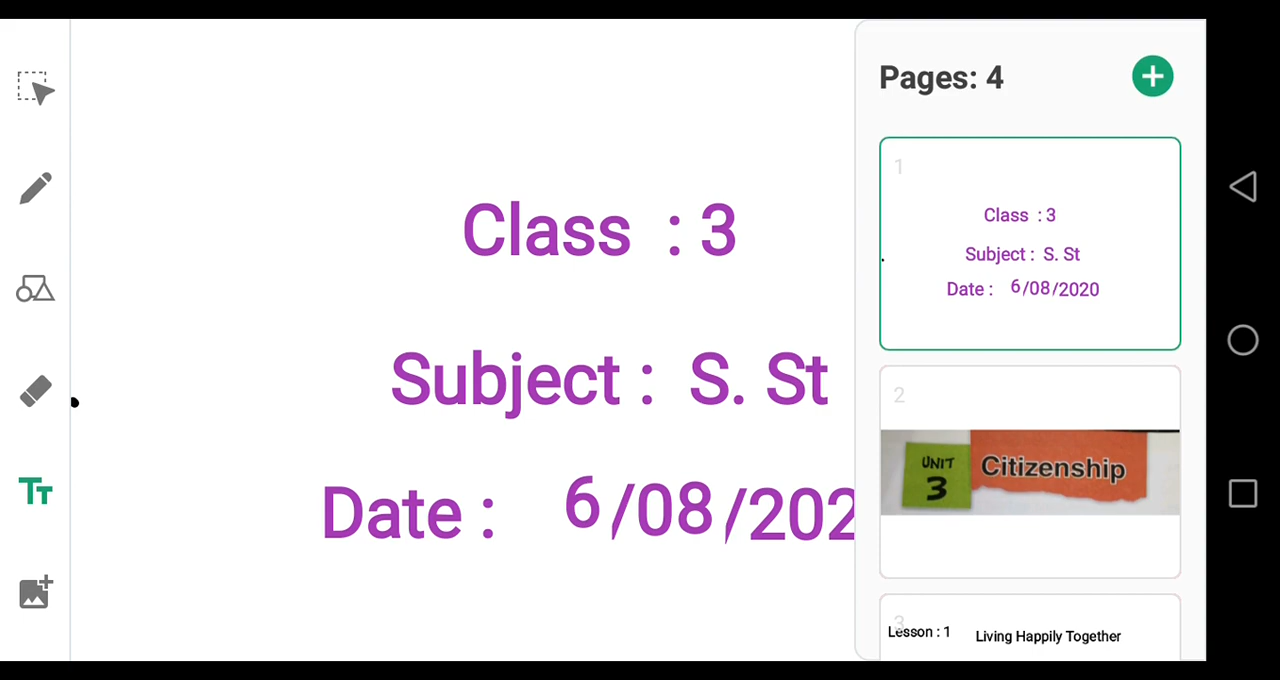 Class : 3
Subject : S. St
Date : 6/08/202
Pages: 4
1
Class : 3
Subject : S. St
Date : 6/08/2020
2
UNIT
3
Citizenship
3
Lesson : 1 Living Happily Together
TT